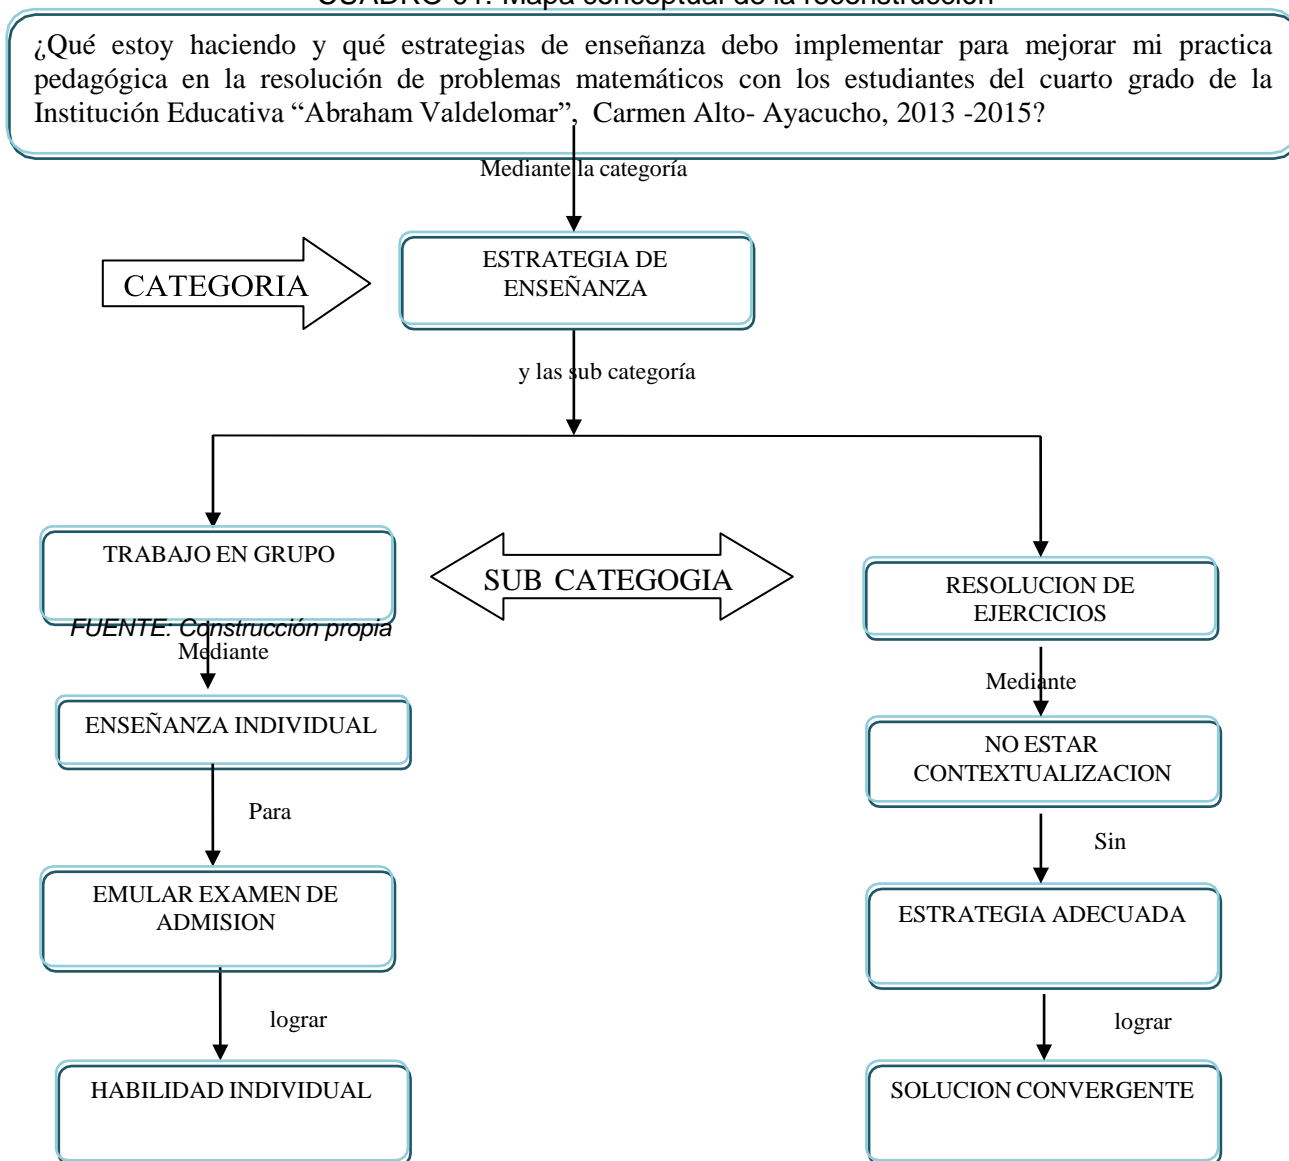 CUADRO 01: Mapa conceptual de la reconstrucción
¿Qué estoy haciendo y qué estrategias de enseñanza debo implementar para mejorar mi practica
pedagógica en la resolución de problemas matemáticos con los estudiantes del cuarto grado de la
Institución Educativa “Abraham Valdelomar”, Carmen Alto- Ayacucho, 2013 -2015?
Mediante la categoría
CATEGORIA
ESTRATEGIA DE
ENSEÑANZA
y las sub categoría
TRABAJO EN GRUPO
SUB CATEGOGIA
RESOLUCION DE
EJERCICIOS
FUENTE: Construcción propia
Mediante
Mediante
ENSEÑANZA INDIVIDUAL
NO ESTAR
CONTEXTUALIZACION
Para
Sin
EMULAR EXAMEN DE
ADMISION
ESTRATEGIA ADECUADA
lograr
lograr
HABILIDAD INDIVIDUAL
SOLUCION CONVERGENTE